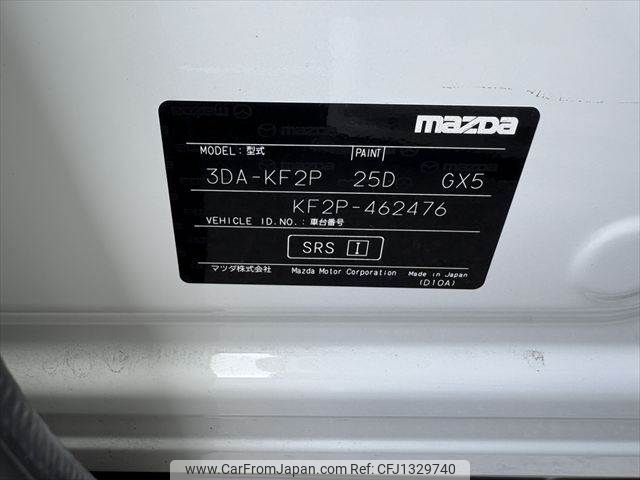 mazda
MODEL: 型式 PAINT
3DA-KF2P 25D GX5
KF2P-462476
VEHICLE ID.NO.: 車台番号
SRS I
マツダ株式会社 Mazda Motor Corporation Made in Japan
(D10A)
www.CarFromJapan.com | CFJ1329740